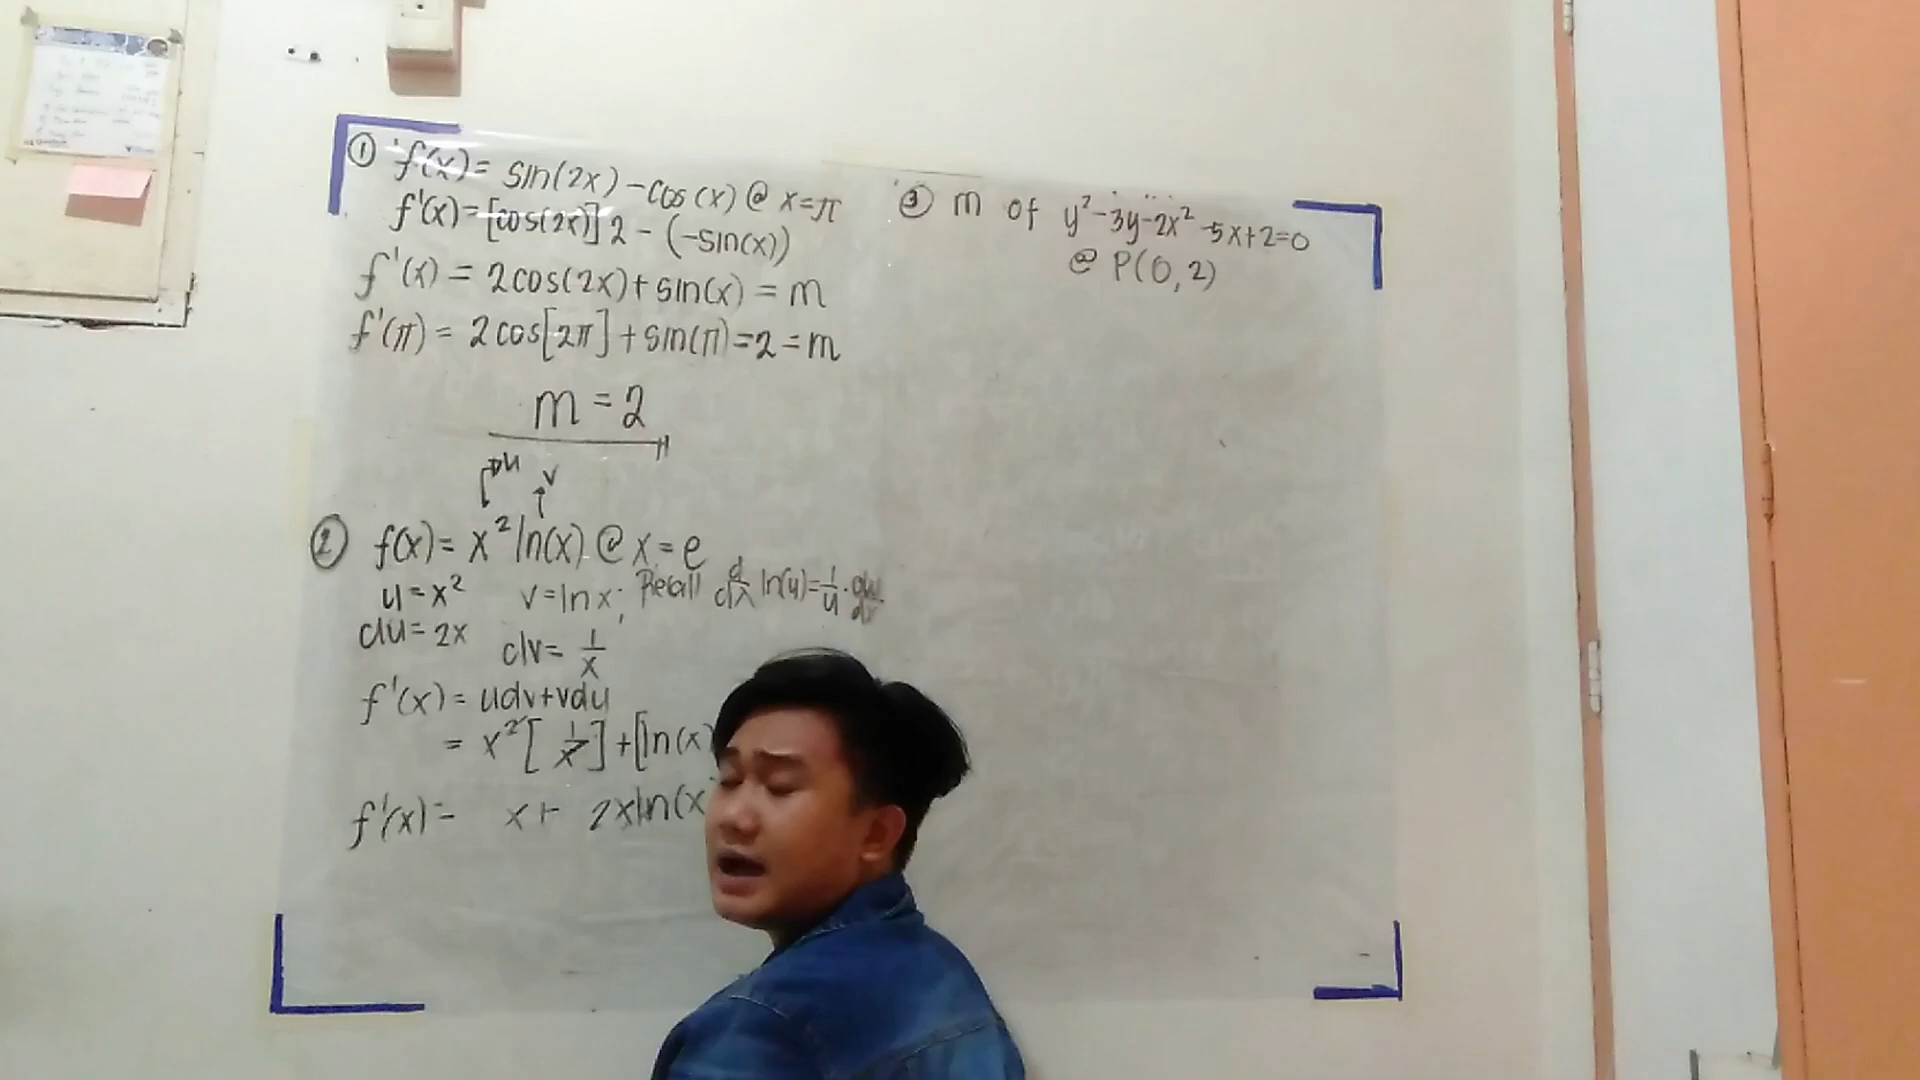 ① f(x) = sin(2x) - cos(x) @ x=π
f'(x) = [cos(2x)] 2 - (-sin(x))
f'(x) = 2cos(2x) + sin(x) = m
f'(π) = 2cos[2π] + sin(π) = 2 = m
m = 2
u v
② f(x) = x² ln(x) @ x = e
u = x² v = ln x; Recall d/dx ln(u) = 1/u · du/dx
du = 2x dv = 1/x
f'(x) = udv + vdu
= x² [1/x] + [ln(x)
f'(x) = x + 2xln(x
③ m of y² - 3y - 2x² - 5x + 2 = 0
@ P(0, 2)